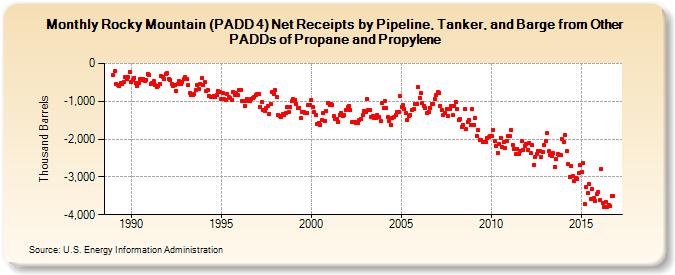 Monthly Rocky Mountain (PADD 4) Net Receipts by Pipeline, Tanker, and Barge from Other
PADDs of Propane and Propylene
Thousand Barrels
0
-1,000
-2,000
-3,000
-4,000
1990
1995
2000
2005
2010
2015
Source: U.S. Energy Information Administration